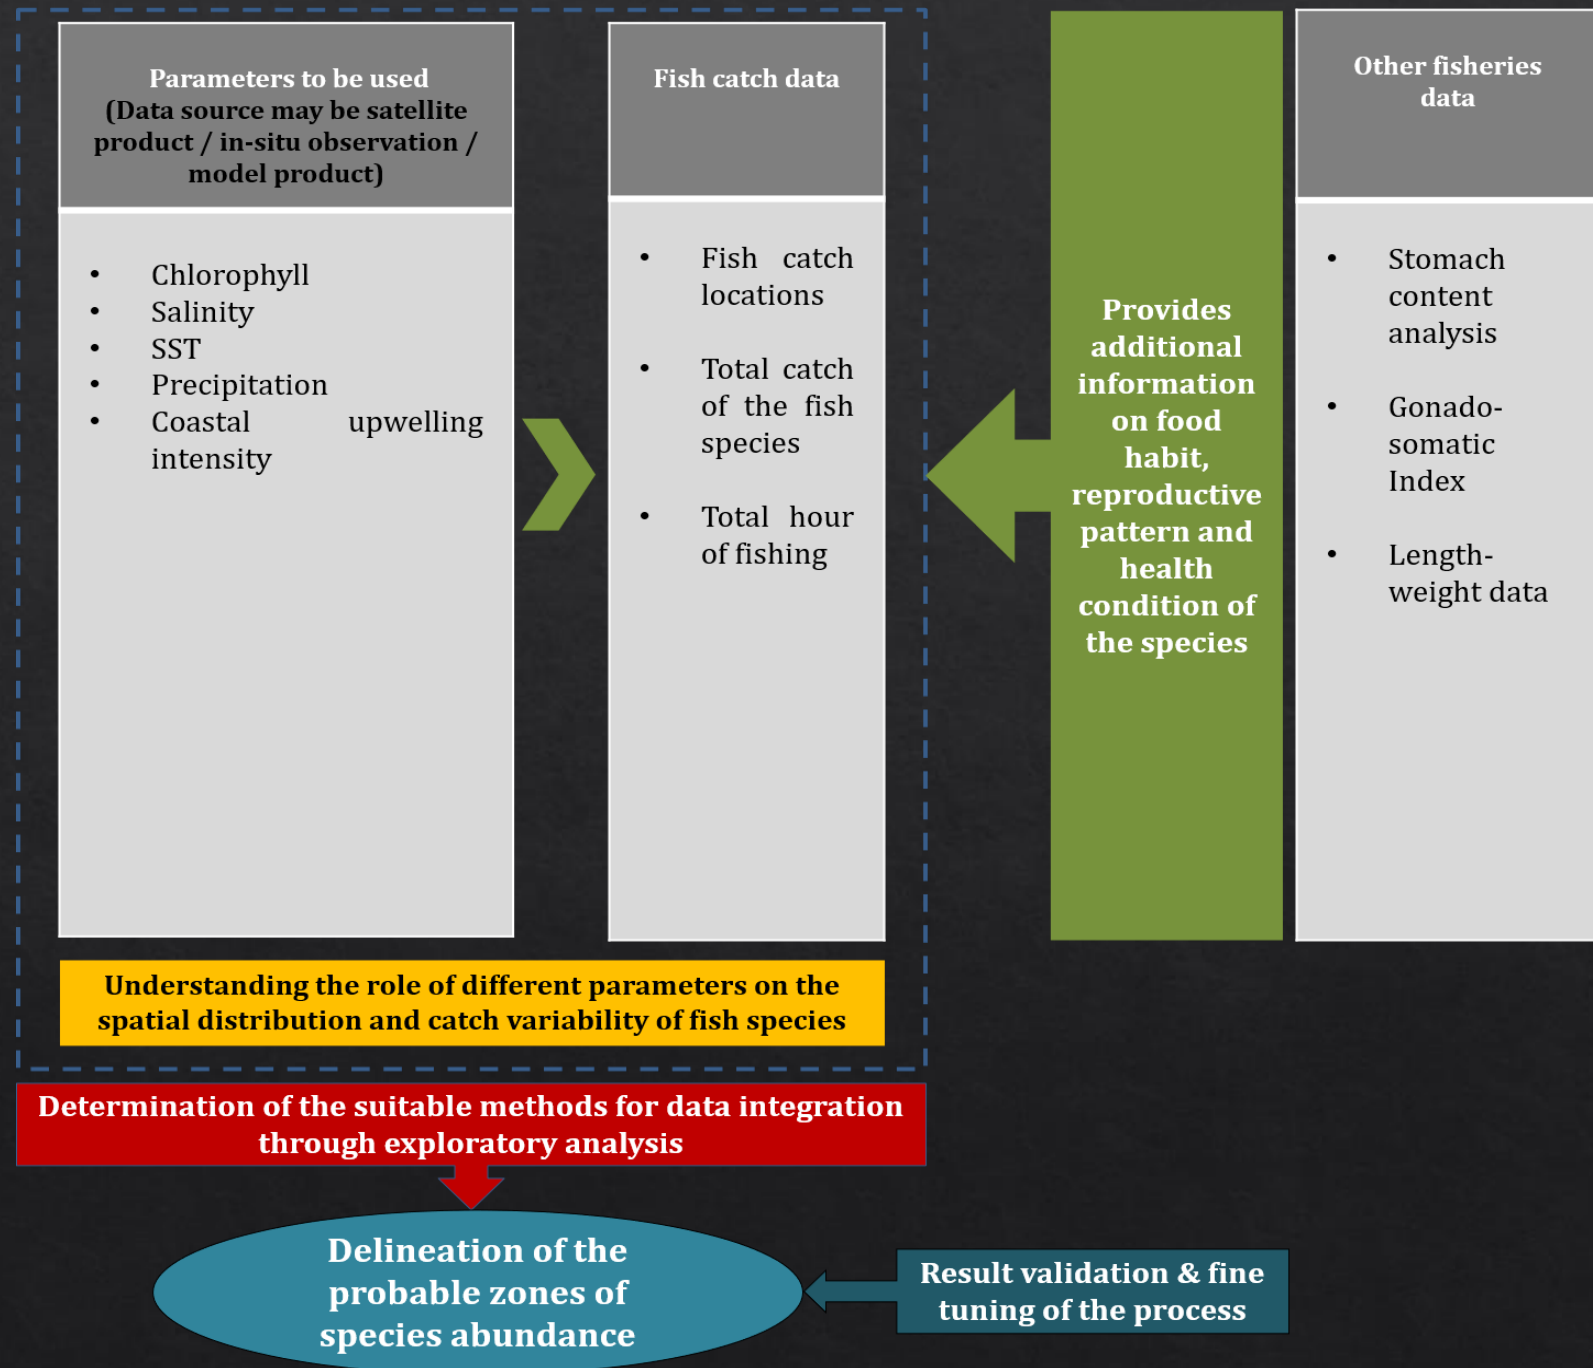 Parameters to be used
(Data source may be satellite
product / in-situ observation /
model product)
• Chlorophyll
• Salinity
• SST
• Precipitation
• Coastal upwelling
intensity
Fish catch data
• Fish catch
locations
• Total catch
of the fish
species
• Total hour
of fishing
Provides
additional
information
on food
habit,
reproductive
pattern and
health
condition of
the species
Other fisheries
data
• Stomach
content
analysis
• Gonado-
somatic
Index
• Length-
weight data
Understanding the role of different parameters on the
spatial distribution and catch variability of fish species
Determination of the suitable methods for data integration
through exploratory analysis
Delineation of the
probable zones of
species abundance
Result validation & fine
tuning of the process